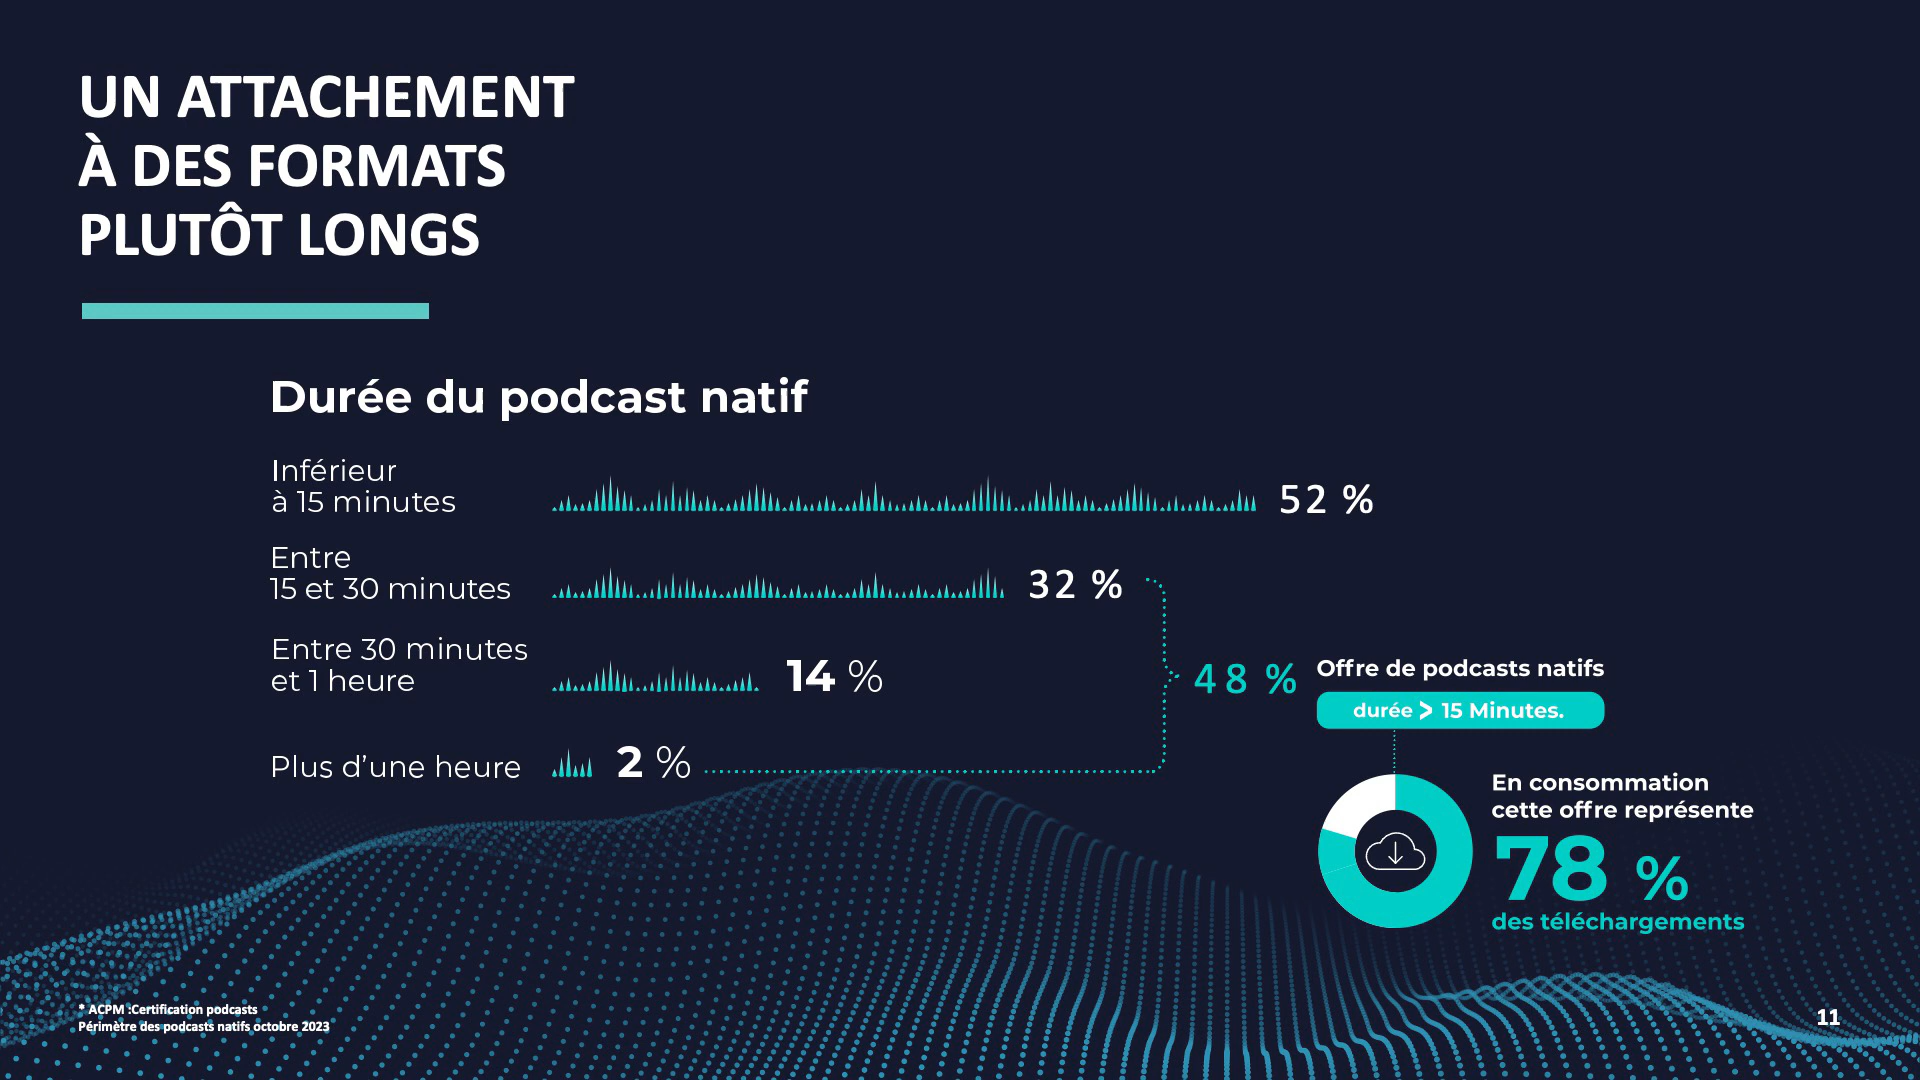 UN ATTACHEMENT
À DES FORMATS
PLUTÔT LONGS
Durée du podcast natif
Inférieur
à 15 minutes
52 %
Entre
15 et 30 minutes
32 %
Entre 30 minutes
et 1 heure
14 %
Plus d’une heure
2 %
48 %
Offre de podcasts natifs
durée > 15 Minutes.
En consommation
cette offre représente
78 %
des téléchargements
* ACPM :Certification podcasts
Périmètre des podcasts natifs octobre 2023
11